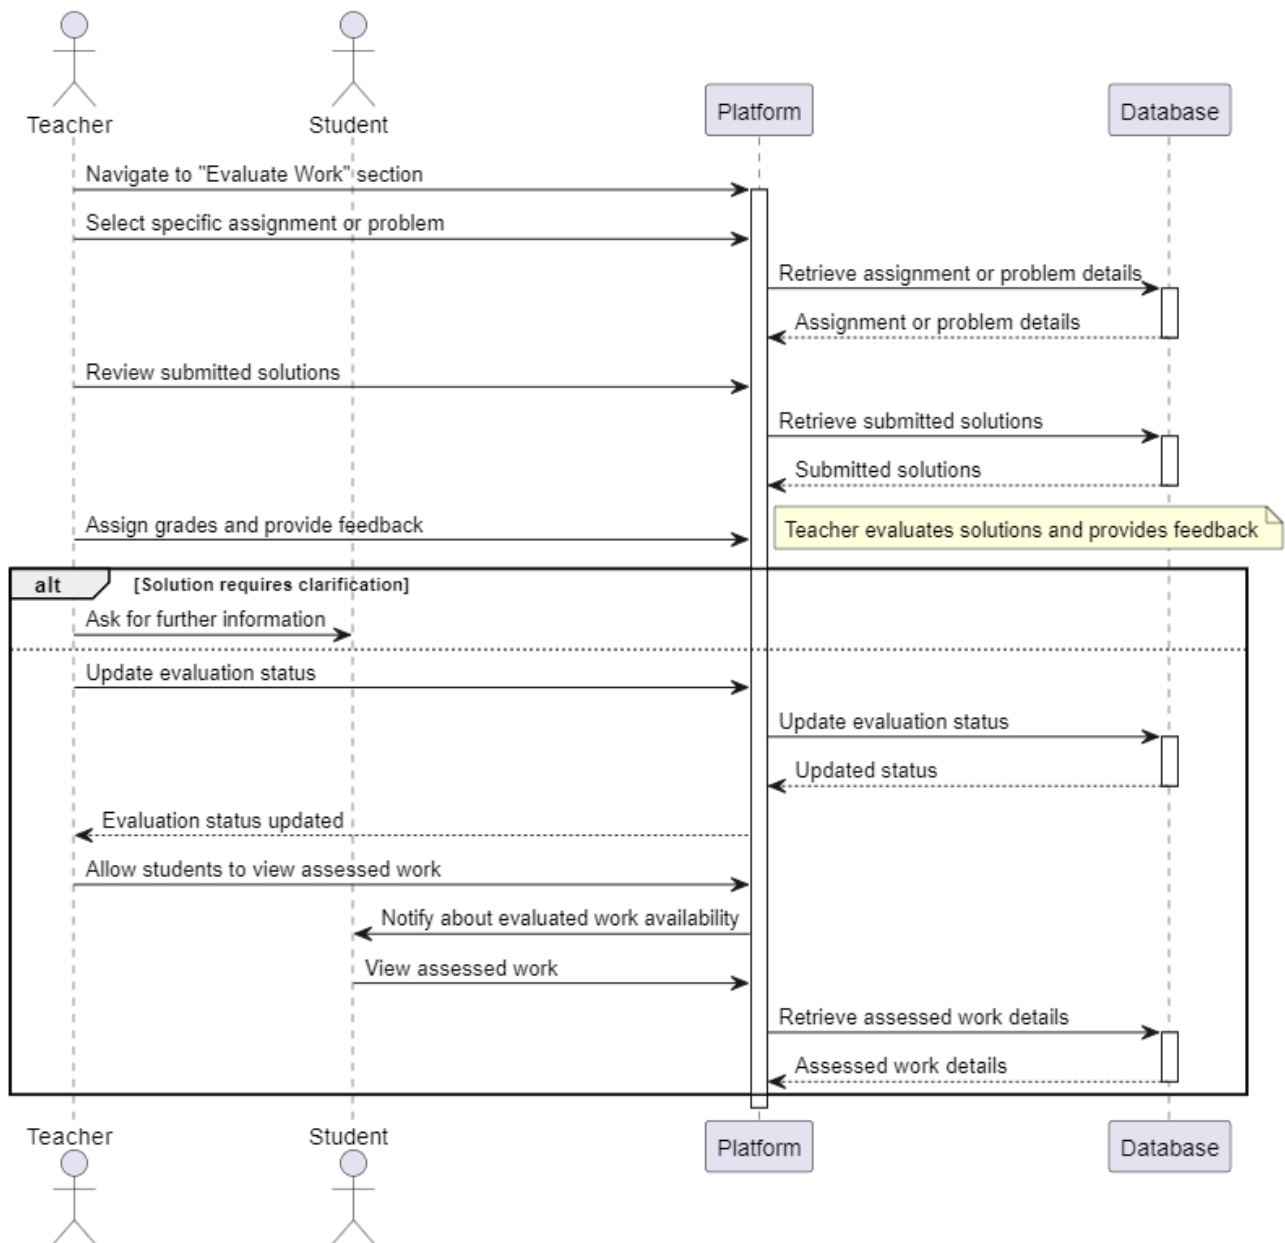 Teacher
Student
Platform
Database
Navigate to "Evaluate Work" section
Select specific assignment or problem
Retrieve assignment or problem details
Assignment or problem details
Review submitted solutions
Retrieve submitted solutions
Submitted solutions
Assign grades and provide feedback
Teacher evaluates solutions and provides feedback
alt
[Solution requires clarification]
Ask for further information
Update evaluation status
Update evaluation status
Updated status
Evaluation status updated
Allow students to view assessed work
Notify about evaluated work availability
View assessed work
Retrieve assessed work details
Assessed work details
Teacher
Student
Platform
Database